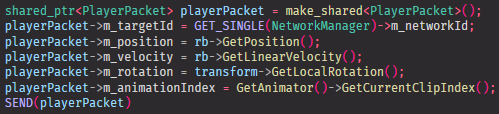 shared_ptr<PlayerPacket> playerPacket = make_shared<PlayerPacket>();
playerPacket->m_targetId = GET_SINGLE(NetworkManager)->m_networkId;
playerPacket->m_position = rb->GetPosition();
playerPacket->m_velocity = rb->GetLinearVelocity();
playerPacket->m_rotation = transform->GetLocalRotation();
playerPacket->m_animationIndex = GetAnimator()->GetCurrentClipIndex();
SEND(playerPacket)